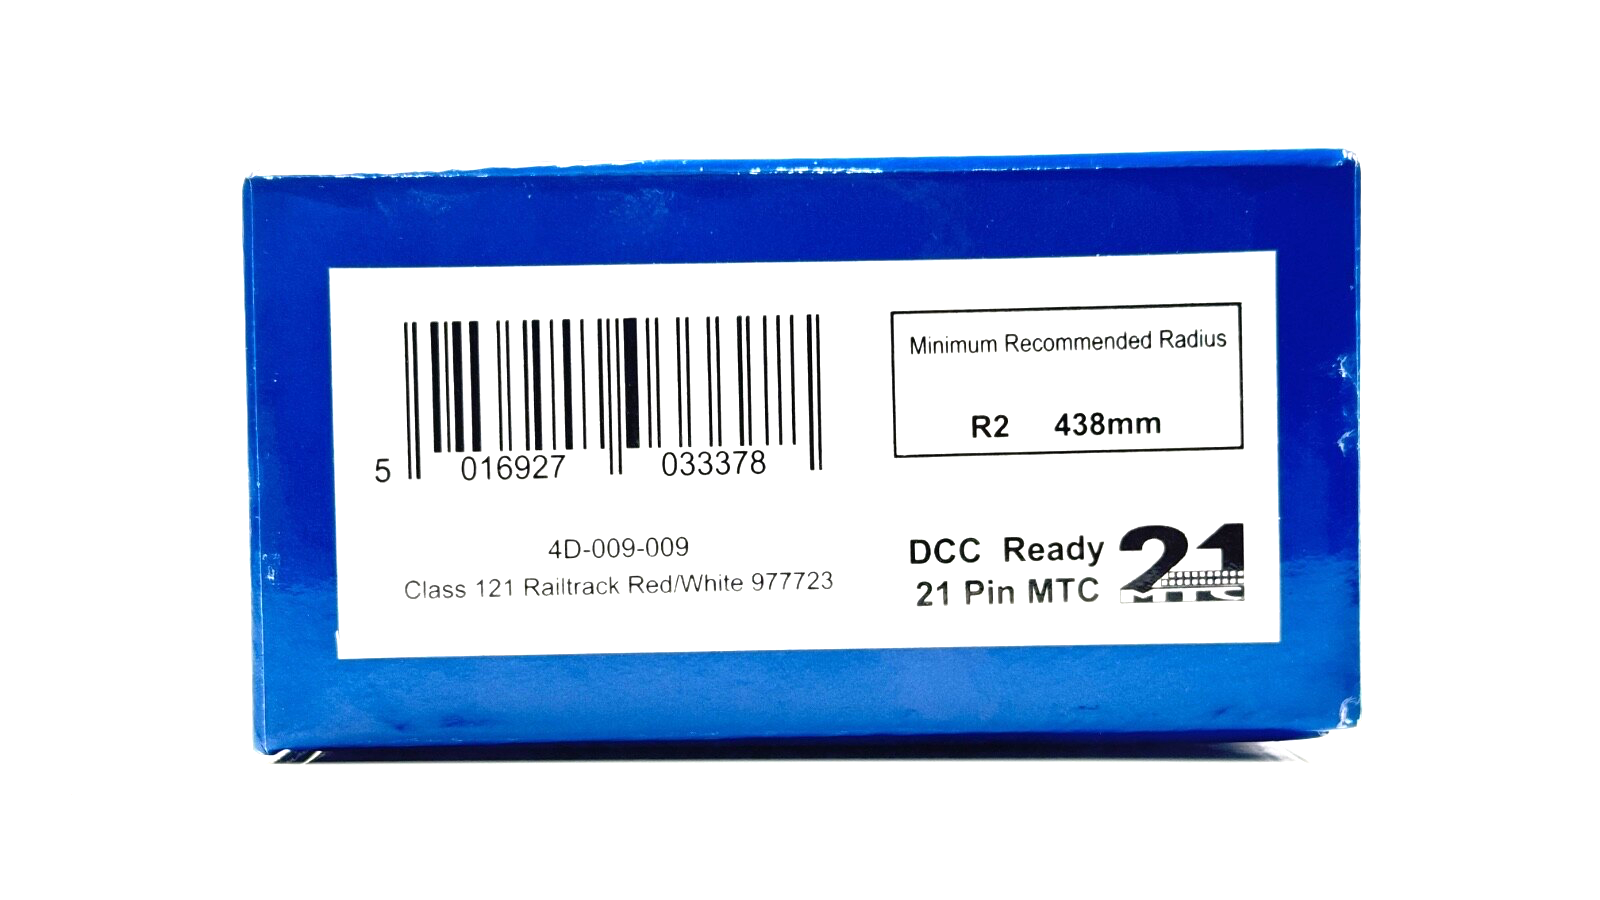 5 016927 033378
4D-009-009
Class 121 Railtrack Red/White 977723
Minimum Recommended Radius
R2 438mm
DCC Ready
21 Pin MTC
21
MTC